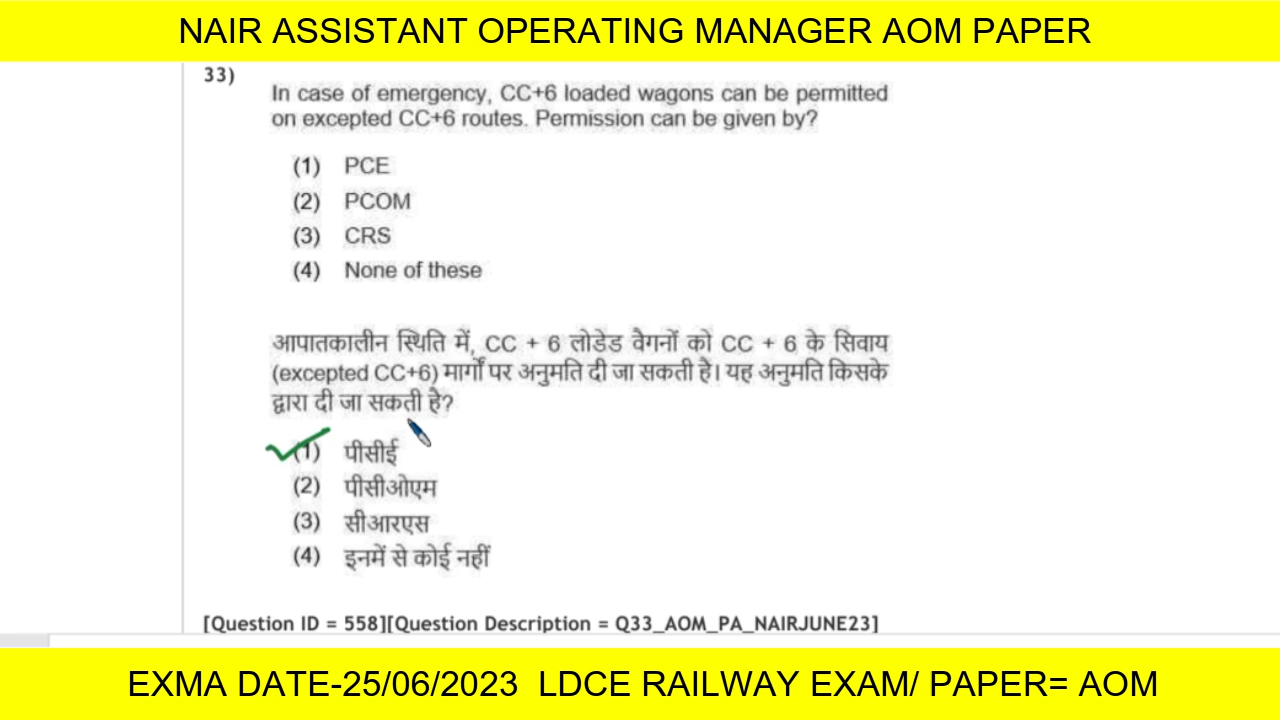 NAIR ASSISTANT OPERATING MANAGER AOM PAPER
33)
In case of emergency, CC+6 loaded wagons can be permitted
on excepted CC+6 routes. Permission can be given by?
(1) PCE
(2) PCOM
(3) CRS
(4) None of these
आपातकालीन स्थिति में, CC + 6 लोडेड वैगनों को CC + 6 के सिवाय
(excepted CC+6) मार्गों पर अनुमति दी जा सकती है। यह अनुमति किसके
द्वारा दी जा सकती है?
(1) पीसीई
(2) पीसीओएम
(3) सीआरएस
(4) इनमें से कोई नहीं
[Question ID = 558][Question Description = Q33_AOM_PA_NAIRJUNE23]
EXMA DATE-25/06/2023 LDCE RAILWAY EXAM/ PAPER= AOM